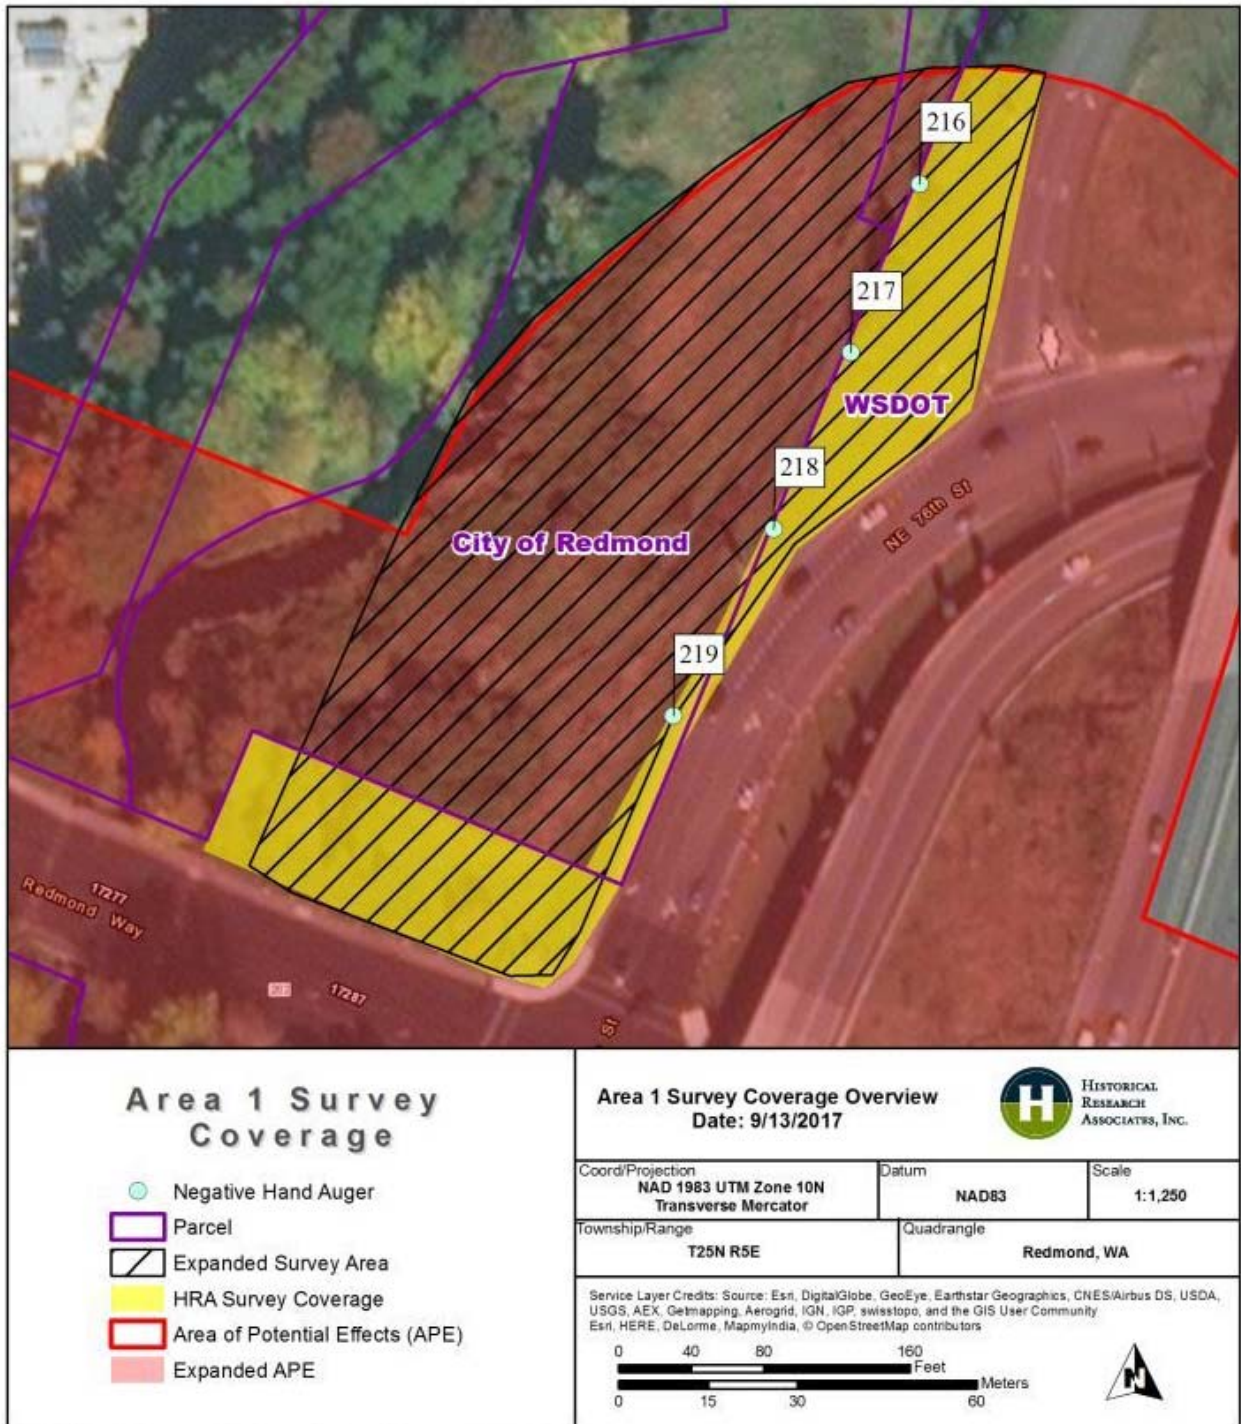 216
217
WSDOT
218
NE 76th St
City of Redmond
219
17277
Redmond Way
17287
St
Area 1 Survey
Coverage
Negative Hand Auger
Parcel
Expanded Survey Area
HRA Survey Coverage
Area of Potential Effects (APE)
Expanded APE
Area 1 Survey Coverage Overview
Date: 9/13/2017
H
HISTORICAL
RESEARCH
ASSOCIATES, INC.
Coord/Projection
NAD 1983 UTM Zone 10N
Transverse Mercator
Datum
NAD83
Scale
1:1,250
Township/Range
T25N R5E
Quadrangle
Redmond, WA
Service Layer Credits: Source: Esri, DigitalGlobe, GeoEye, Earthstar Geographics, CNES/Airbus DS, USDA,
USGS, AEX, Getmapping, Aerogrid, IGN, IGP, swisstopo, and the GIS User Community
Esri, HERE, DeLorme, MapmyIndia, © OpenStreetMap contributors
0 40 80 160
Feet
Meters
0 15 30 60
N